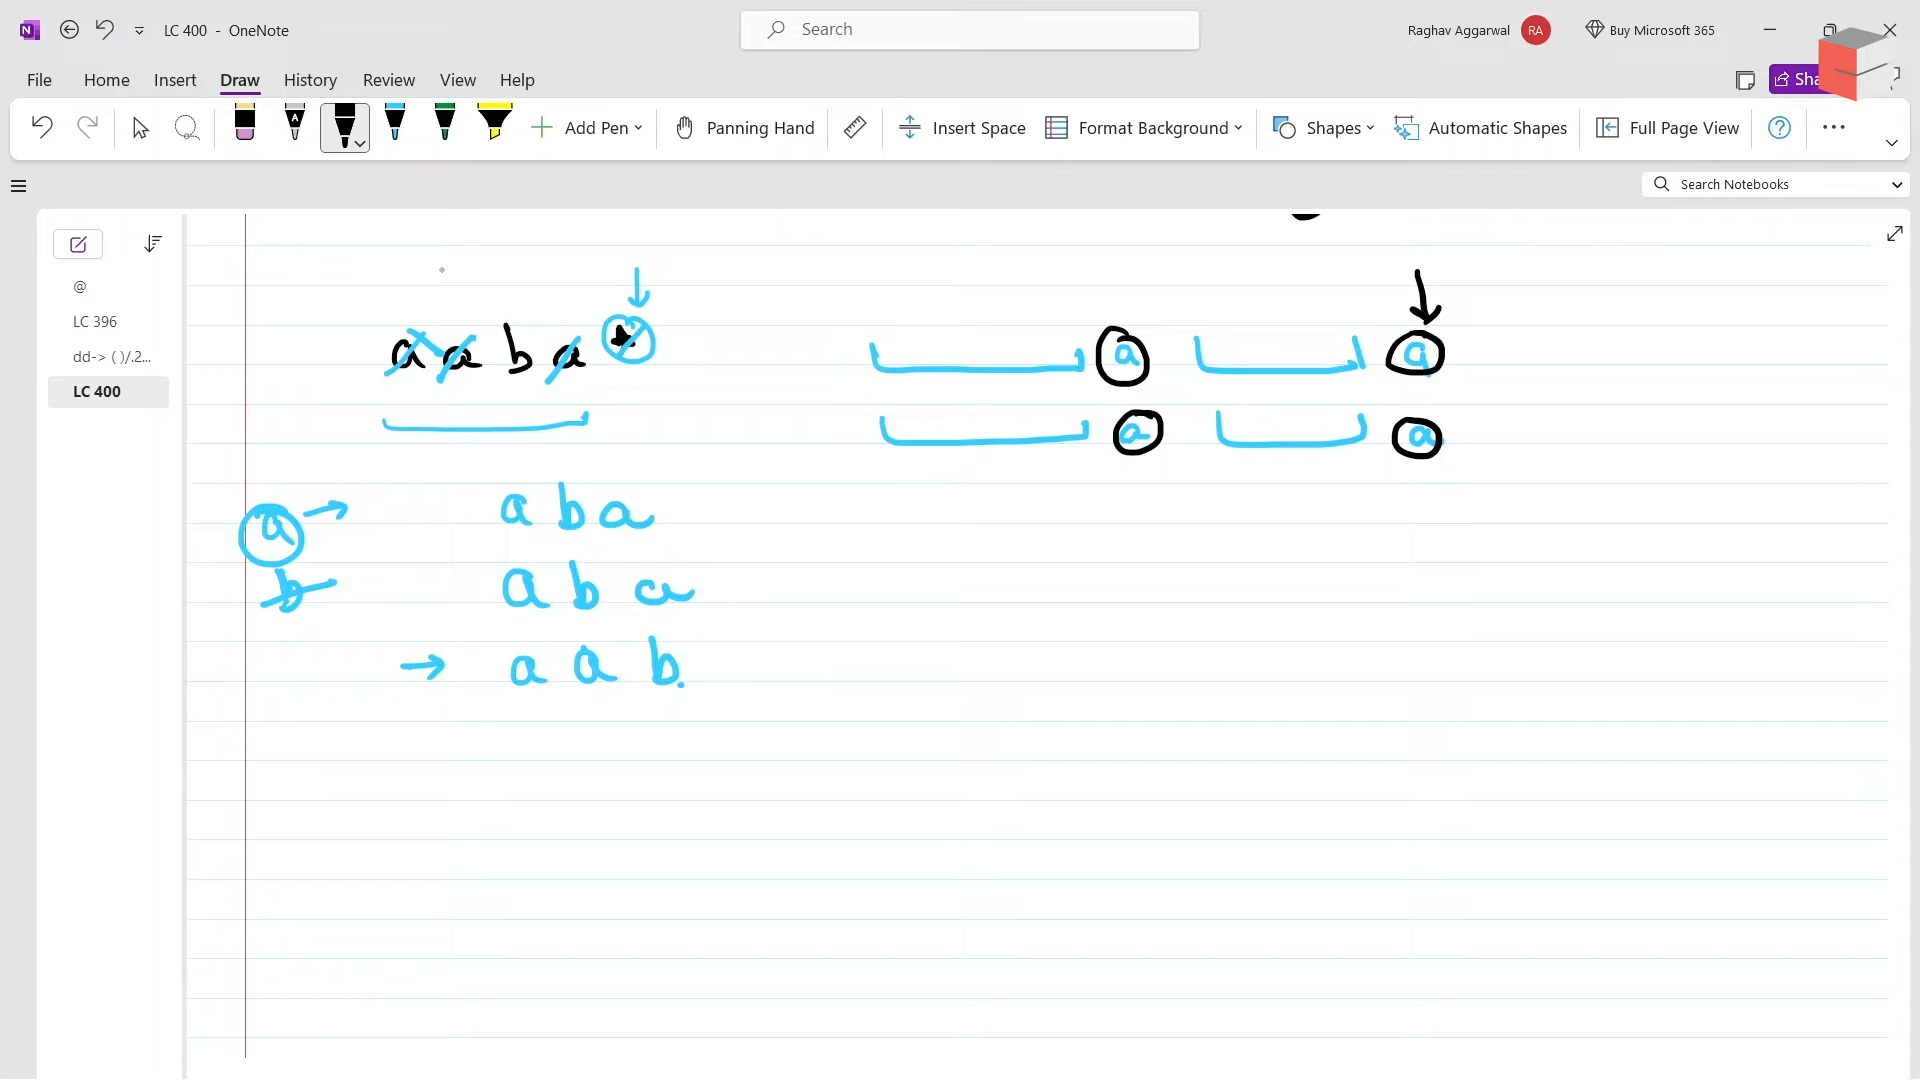 LC 400 - OneNote
Search
Raghav Aggarwal
RA
Buy Microsoft 365
File Home Insert Draw History Review View Help
Add Pen
Panning Hand
Insert Space
Format Background
Shapes
Automatic Shapes
Full Page View
Search Notebooks
@
LC 396
dd-> ( )/.2...
LC 400
a a b a *
a a
a a
a → a b a
b a b a
→ a a b.